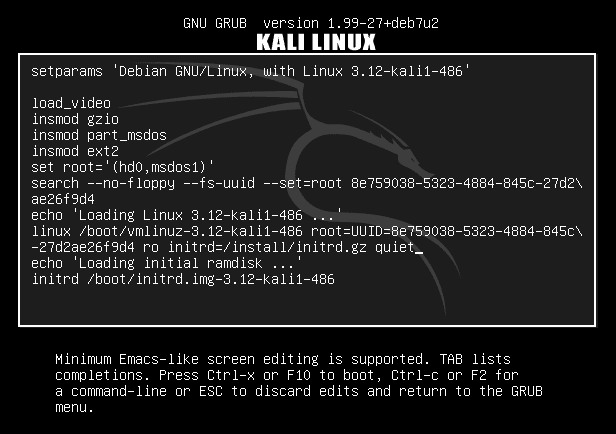 GNU GRUB  version 1.99-27+deb7u2
KALI LINUX
setparams 'Debian GNU/Linux, with Linux 3.12-kali1-486'
load_video
insmod gzio
insmod part_msdos
insmod ext2
set root='(hd0,msdos1)'
search --no-floppy --fs-uuid --set=root 8e759038-5323-4884-845c-27d2\
ae26f9d4
echo 'Loading Linux 3.12-kali1-486 ...'
linux /boot/vmlinuz-3.12-kali1-486 root=UUID=8e759038-5323-4884-845c\
-27d2ae26f9d4 ro initrd=/install/initrd.gz quiet_
echo 'Loading initial ramdisk ...'
initrd /boot/initrd.img-3.12-kali1-486
Minimum Emacs-like screen editing is supported. TAB lists
completions. Press Ctrl-x or F10 to boot, Ctrl-c or F2 for
a command-line or ESC to discard edits and return to the GRUB
menu.